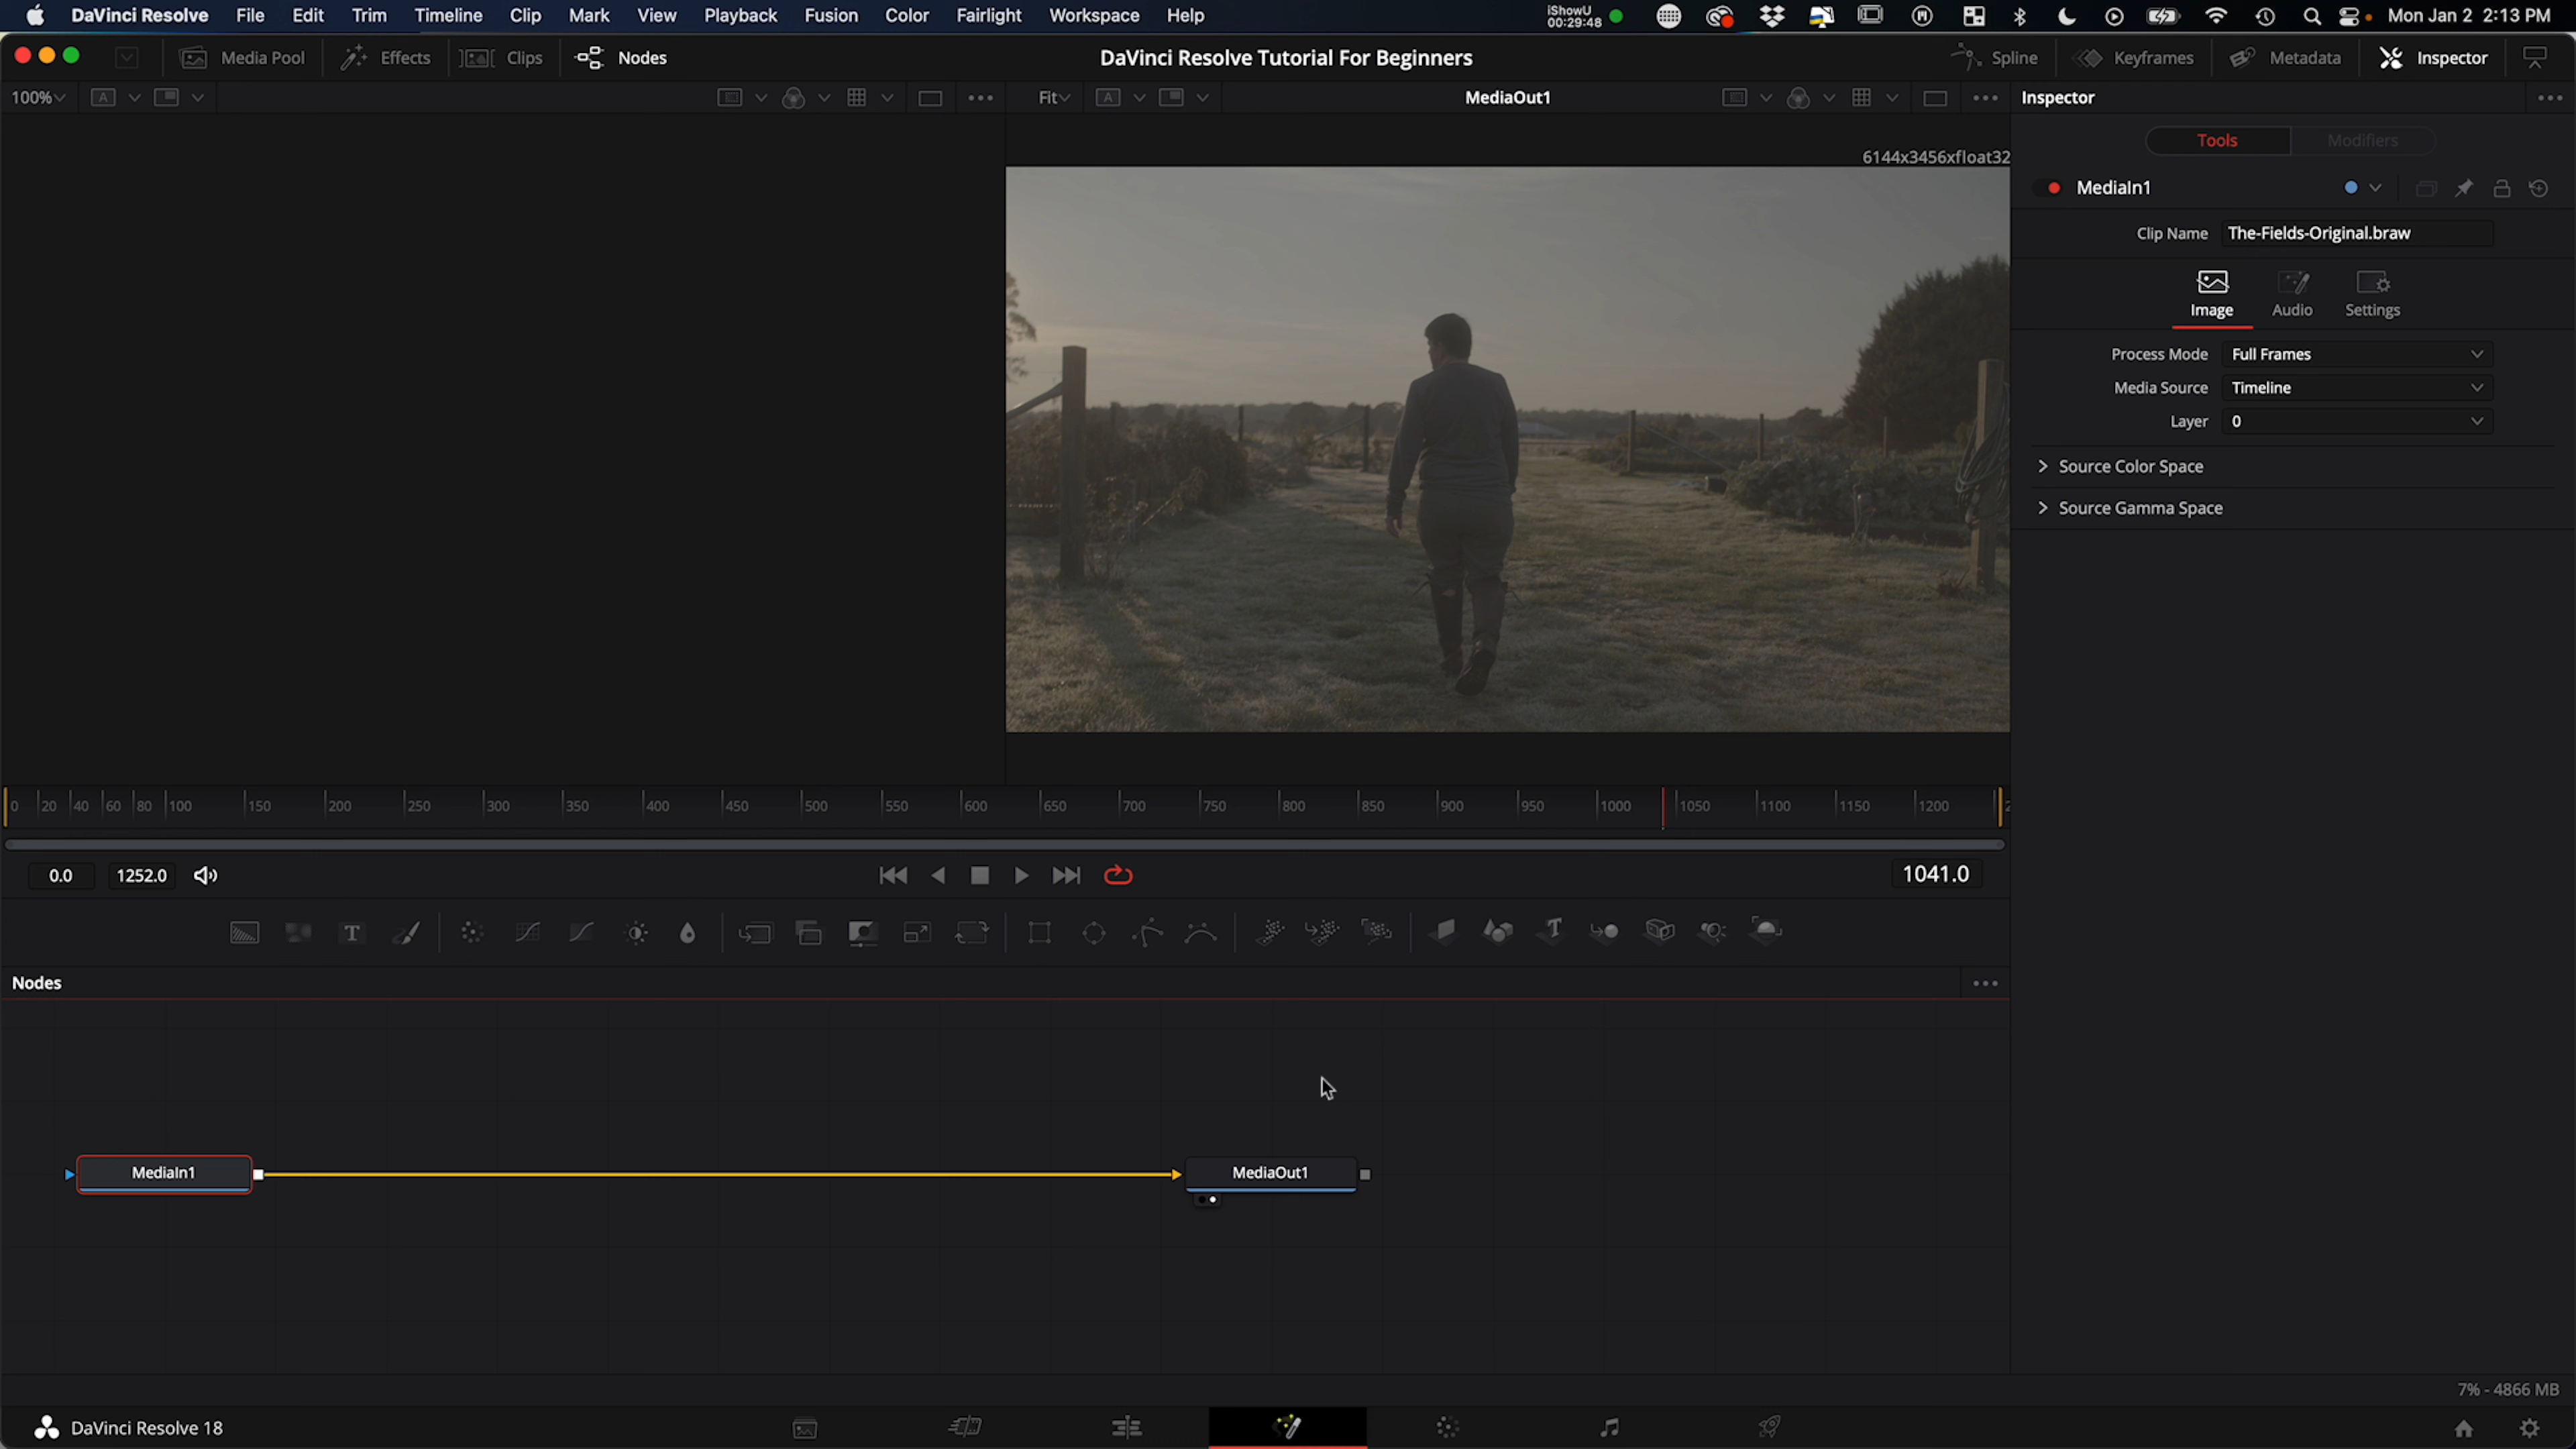 DaVinci Resolve File Edit Trim Timeline Clip Mark View Playback Fusion Color Fairlight Workspace Help iShowU 00:29:48 Mon Jan 2 2:13 PM
Media Pool Effects Clips Nodes DaVinci Resolve Tutorial For Beginners Spline Keyframes Metadata Inspector
100% A Fit A MediaOut1 Inspector
Tools Modifiers
6144x3456xfloat32
MediaIn1
Clip Name The-Fields-Original.braw
Image Audio Settings
Process Mode Full Frames
Media Source Timeline
Layer 0
Source Color Space
Source Gamma Space
0 20 40 60 80 100 150 200 250 300 350 400 450 500 550 600 650 700 750 800 850 900 950 1000 1050 1100 1150 1200
0.0 1252.0 1041.0
T T
Nodes
MediaIn1 MediaOut1
7% - 4866 MB
DaVinci Resolve 18